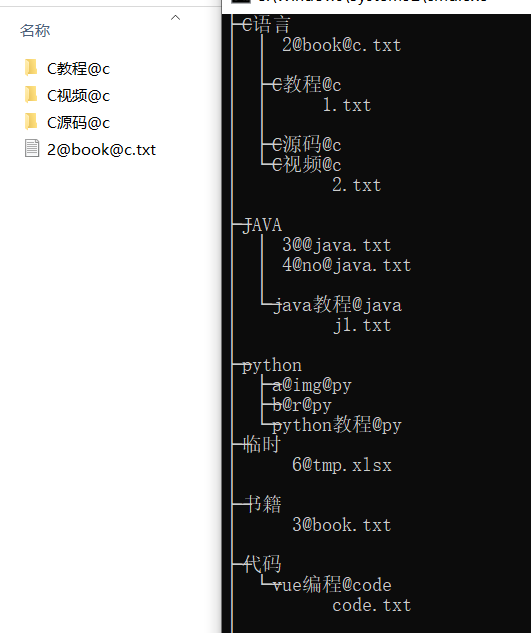 名称
C教程@c
C视频@c
C源码@c
2@book@c.txt
C语言
2@book@c.txt
C教程@c
1.txt
C源码@c
C视频@c
2.txt
JAVA
3@@java.txt
4@no@java.txt
java教程@java
j1.txt
python
a@img@py
b@r@py
python教程@py
临时
6@tmp.xlsx
书籍
3@book.txt
代码
vue编程@code
code.txt